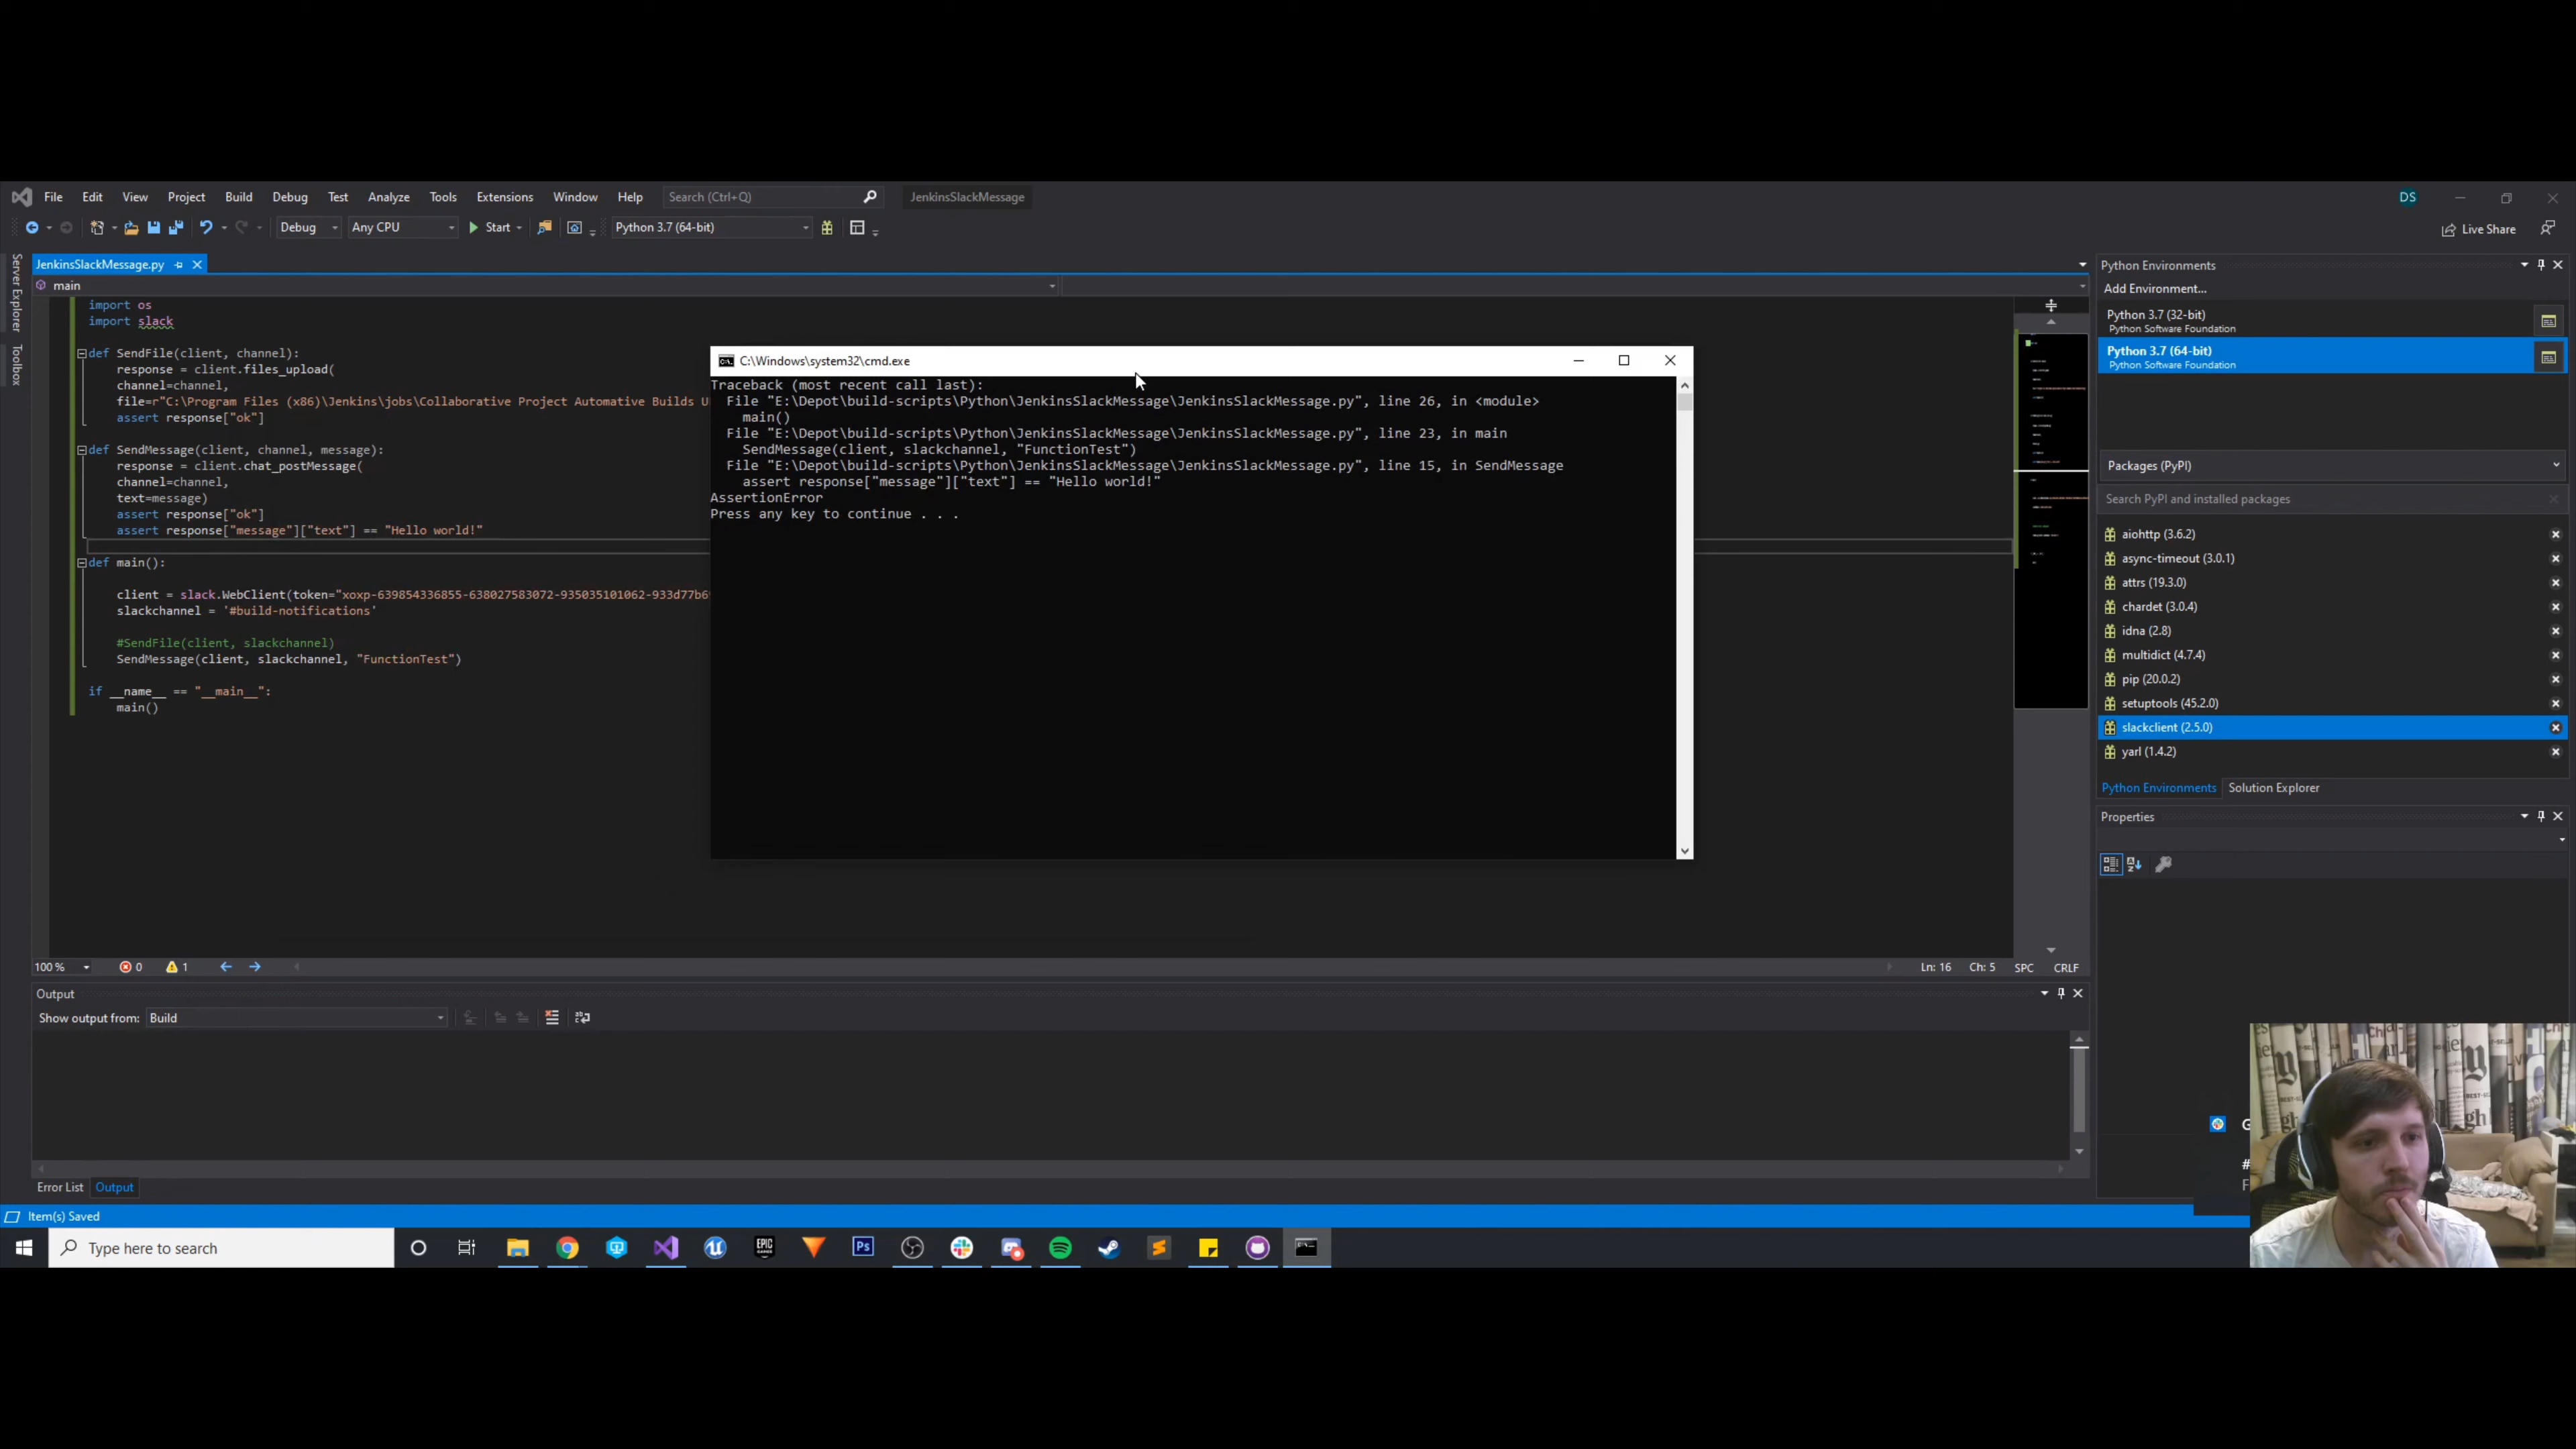 File Edit View Project Build Debug Test Analyze Tools Extensions Window Help Search (Ctrl+Q) JenkinsSlackMessage DS
Debug Any CPU Start Python 3.7 (64-bit) Live Share
Server Explorer
Toolbox
JenkinsSlackMessage.py
main
import os
import slack
def SendFile(client, channel):
response = client.files_upload(
channel=channel,
file=r"C:\Program Files (x86)\Jenkins\jobs\Collaborative Project Automative Builds U
assert response["ok"]
def SendMessage(client, channel, message):
response = client.chat_postMessage(
channel=channel,
text=message)
assert response["ok"]
assert response["message"]["text"] == "Hello world!"
def main():
client = slack.WebClient(token="xoxp-639854336855-638027583072-935035101062-933d77b6
slackchannel = '#build-notifications'
#SendFile(client, slackchannel)
SendMessage(client, slackchannel, "FunctionTest")
if __name__ == "__main__":
main()
C:\Windows\system32\cmd.exe
Traceback (most recent call last):
File "E:\Depot\build-scripts\Python\JenkinsSlackMessage\JenkinsSlackMessage.py", line 26, in <module>
main()
File "E:\Depot\build-scripts\Python\JenkinsSlackMessage\JenkinsSlackMessage.py", line 23, in main
SendMessage(client, slackchannel, "FunctionTest")
File "E:\Depot\build-scripts\Python\JenkinsSlackMessage\JenkinsSlackMessage.py", line 15, in SendMessage
assert response["message"]["text"] == "Hello world!"
AssertionError
Press any key to continue . . .
Python Environments
Add Environment...
Python 3.7 (32-bit)
Python Software Foundation
Python 3.7 (64-bit)
Python Software Foundation
Packages (PyPI)
Search PyPI and installed packages
aiohttp (3.6.2)
async-timeout (3.0.1)
attrs (19.3.0)
chardet (3.0.4)
idna (2.8)
multidict (4.7.4)
pip (20.0.2)
setuptools (45.2.0)
slackclient (2.5.0)
yarl (1.4.2)
Python Environments Solution Explorer
Properties
100 % 0 1 Ln: 16 Ch: 5 SPC CRLF
Output
Show output from: Build
Error List Output
Item(s) Saved
Type here to search